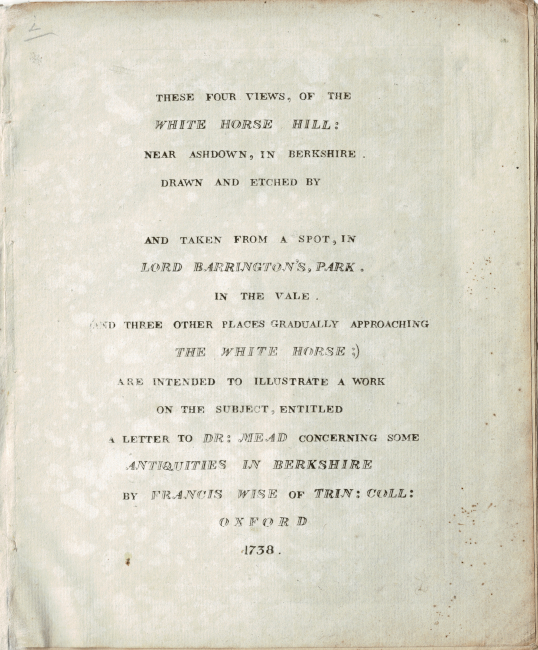 THESE FOUR VIEWS, OF THE
WHITE HORSE HILL:
NEAR ASHDOWN, IN BERKSHIRE.
DRAWN AND ETCHED BY
AND TAKEN FROM A SPOT, IN
LORD BARRINGTON'S, PARK.
IN THE VALE.
THREE OTHER PLACES GRADUALLY APPROACHING
THE WHITE HORSE;)
ARE INTENDED TO ILLUSTRATE A WORK
ON THE SUBJECT, ENTITLED
A LETTER TO DR: MEAD CONCERNING SOME
ANTIQUITIES IN BERKSHIRE
BY FRANCIS WISE OF TRIN: COLL:
OXFORD
1738.